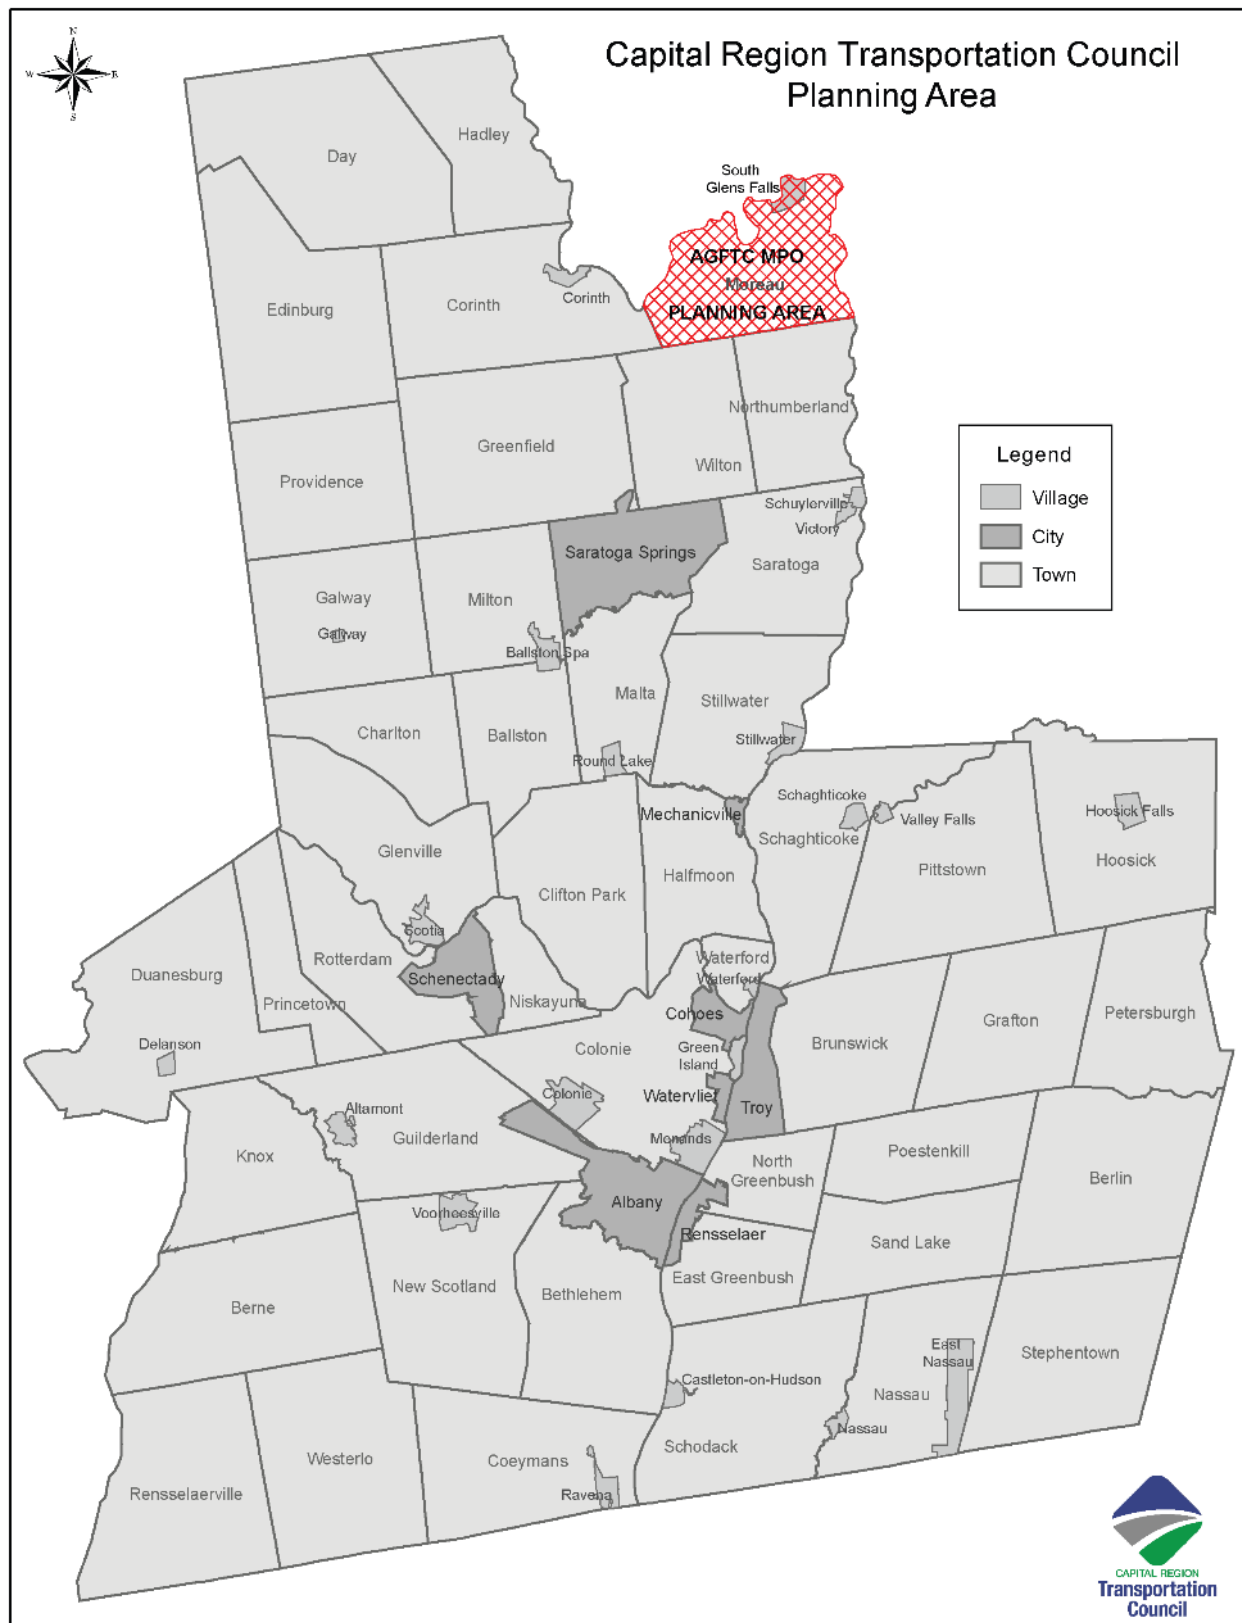 Capital Region Transportation Council
Planning Area
N
W
E
S
Hadley
Day
South
Glens Falls
AGFTC MPO
Moreau
PLANNING AREA
Corinth
Corinth
Edinburg
Northumberland
Greenfield
Wilton
Providence
Legend
Village
City
Town
Schuylerville
Victory
Saratoga Springs
Saratoga
Galway
Milton
Galway
Ballston Spa
Malta
Stillwater
Charlton
Ballston
Stillwater
Round Lake
Schaghticoke
Mechanicville
Hoosick Falls
Valley Falls
Schaghticoke
Glenville
Hoosick
Pittstown
Halfmoon
Clifton Park
Scotia
Rotterdam
Waterford
Duanesburg
Schenectady
Waterford
Princetown
Niskayuna
Cohoes
Petersburgh
Grafton
Delanson
Colonie
Green
Island
Brunswick
Colonie
Watervliet
Altamont
Troy
Guilderland
Menands
Knox
North
Greenbush
Poestenkill
Berlin
Albany
Voorheesville
Rensselaer
Sand Lake
New Scotland
East Greenbush
Bethlehem
Berne
East
Nassau
Stephentown
Castleton-on-Hudson
Nassau
Nassau
Schodack
Westerlo
Coeymans
Rensselaerville
Ravena
CAPITAL REGION
Transportation
Council